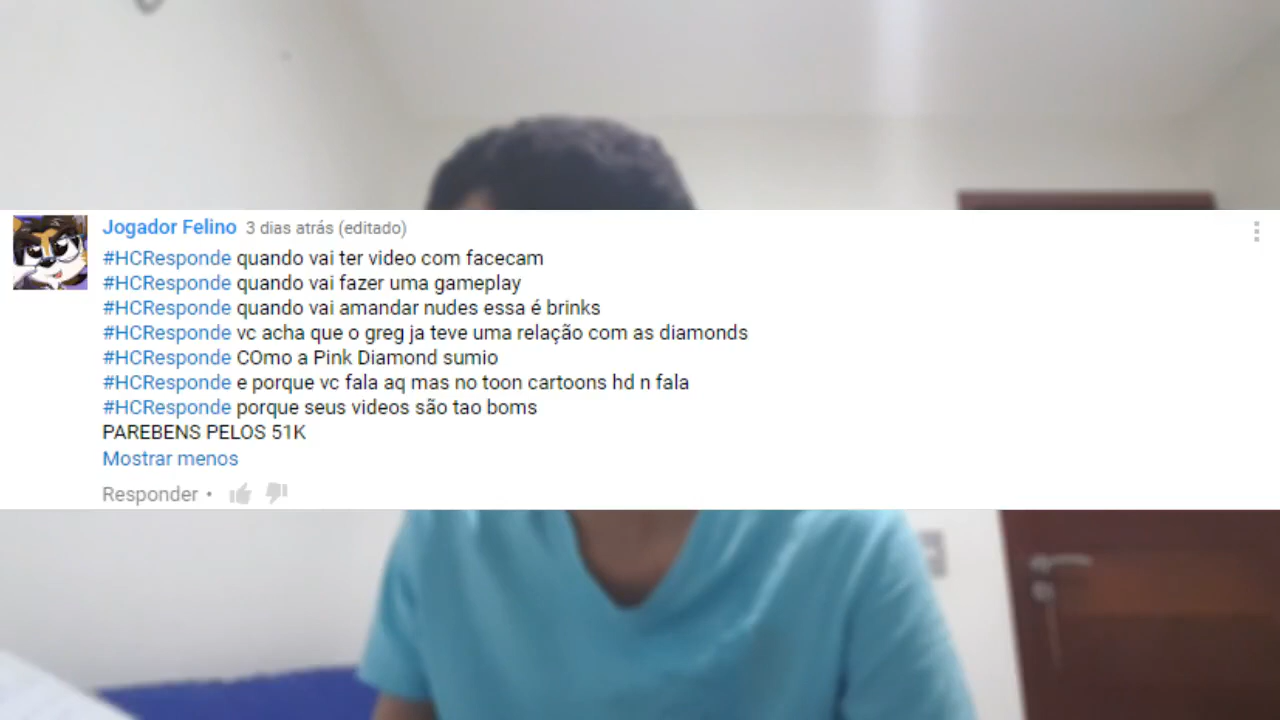 Jogador Felino 3 dias atrás (editado)
#HCResponde quando vai ter video com facecam
#HCResponde quando vai fazer uma gameplay
#HCResponde quando vai amandar nudes essa é brinks
#HCResponde vc acha que o greg ja teve uma relação com as diamonds
#HCResponde COmo a Pink Diamond sumio
#HCResponde e porque vc fala aq mas no toon cartoons hd n fala
#HCResponde porque seus videos são tao boms
PAREBENS PELOS 51K
Mostrar menos
Responder •